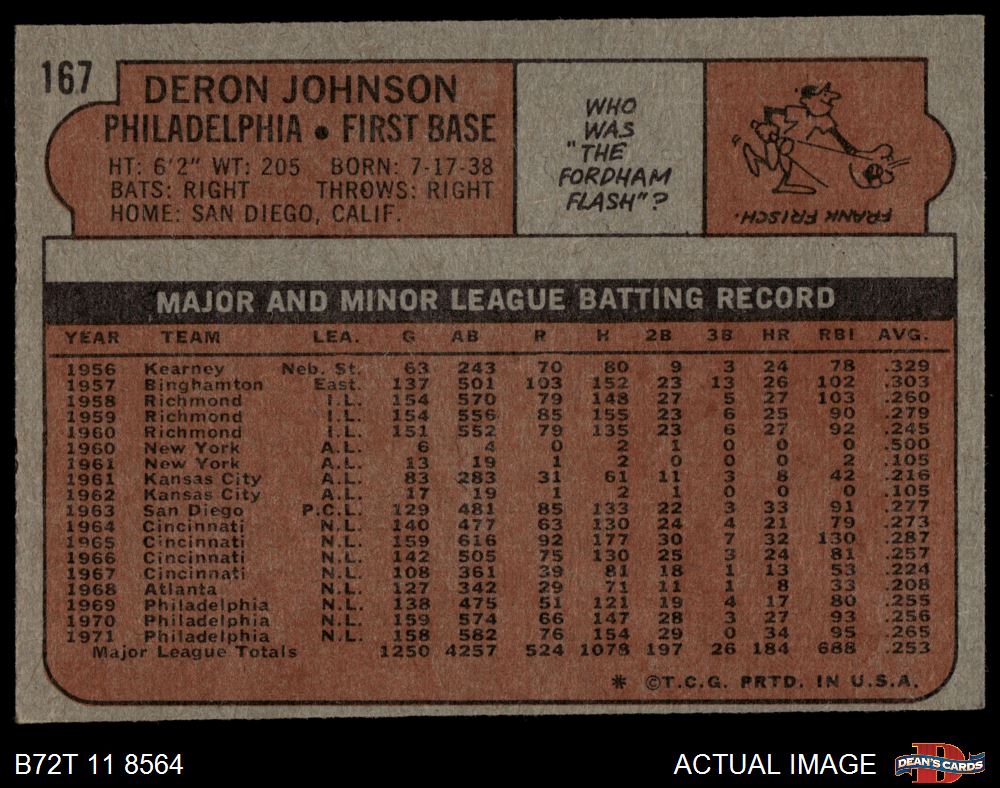 167
DERON JOHNSON
PHILADELPHIA • FIRST BASE
HT: 6'2" WT: 205 BORN: 7-17-38
BATS: RIGHT THROWS: RIGHT
HOME: SAN DIEGO, CALIF.
WHO
WAS
"THE
FORDHAM
FLASH"?
FRANK FRISCH.
MAJOR AND MINOR LEAGUE BATTING RECORD
YEAR TEAM LEA. G AB R H 2B 3B HR RBI AVG.
1956 Kearney Neb. St. 63 243 70 80 9 3 24 78 .329
1957 Binghamton East. 137 501 103 152 23 13 26 102 .303
1958 Richmond I.L. 154 570 79 148 27 5 27 103 .260
1959 Richmond I.L. 154 556 85 155 23 6 25 90 .279
1960 Richmond I.L. 151 552 79 135 23 6 27 92 .245
1960 New York A.L. 6 4 0 2 1 0 0 0 .500
1961 New York A.L. 13 19 1 2 0 0 0 2 .105
1961 Kansas City A.L. 83 283 31 61 11 3 8 42 .216
1962 Kansas City A.L. 17 19 1 2 1 0 0 0 .105
1963 San Diego P.C.L. 129 481 85 133 22 3 33 91 .277
1964 Cincinnati N.L. 140 477 63 130 24 4 21 79 .273
1965 Cincinnati N.L. 159 616 92 177 30 7 32 130 .287
1966 Cincinnati N.L. 142 505 75 130 25 3 24 81 .257
1967 Cincinnati N.L. 108 361 39 81 18 1 13 53 .224
1968 Atlanta N.L. 127 342 29 71 11 1 8 33 .208
1969 Philadelphia N.L. 138 475 51 121 19 4 17 80 .255
1970 Philadelphia N.L. 159 574 66 147 28 3 27 93 .256
1971 Philadelphia N.L. 158 582 76 154 29 0 34 95 .265
Major League Totals 1250 4257 524 1078 197 26 184 688 .253
* ©T.C.G. PRTD. IN U.S.A.
B72T 11 8564
ACTUAL IMAGE
D
DEAN'S CARDS